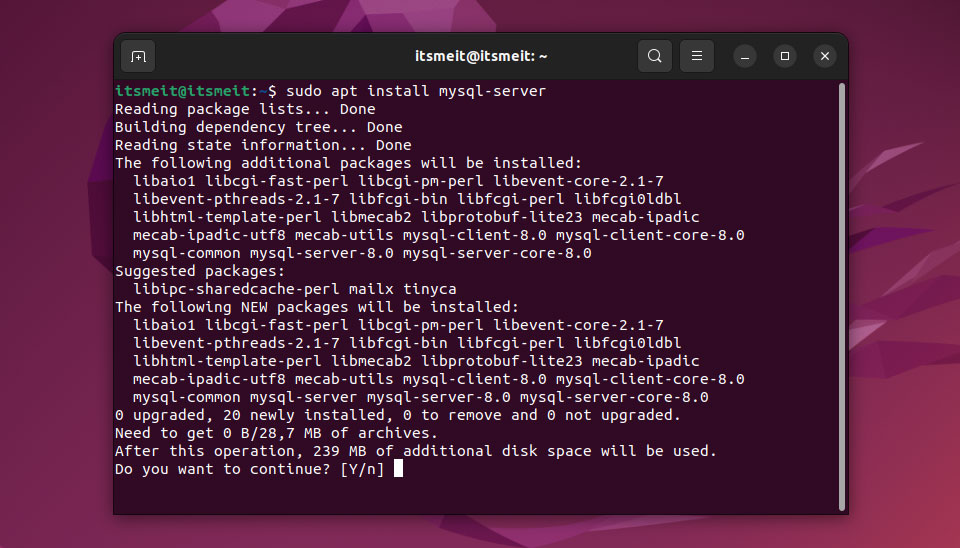 itsmeit@itsmeit: ~
itsmeit@itsmeit:~$ sudo apt install mysql-server
Reading package lists... Done
Building dependency tree... Done
Reading state information... Done
The following additional packages will be installed:
  libaio1 libcgi-fast-perl libcgi-pm-perl libevent-core-2.1-7
  libevent-pthreads-2.1-7 libfcgi-bin libfcgi-perl libfcgi0ldbl
  libhtml-template-perl libmecab2 libprotobuf-lite23 mecab-ipadic
  mecab-ipadic-utf8 mecab-utils mysql-client-8.0 mysql-client-core-8.0
  mysql-common mysql-server-8.0 mysql-server-core-8.0
Suggested packages:
  libipc-sharedcache-perl mailx tinyca
The following NEW packages will be installed:
  libaio1 libcgi-fast-perl libcgi-pm-perl libevent-core-2.1-7
  libevent-pthreads-2.1-7 libfcgi-bin libfcgi-perl libfcgi0ldbl
  libhtml-template-perl libmecab2 libprotobuf-lite23 mecab-ipadic
  mecab-ipadic-utf8 mecab-utils mysql-client-8.0 mysql-client-core-8.0
  mysql-common mysql-server mysql-server-8.0 mysql-server-core-8.0
0 upgraded, 20 newly installed, 0 to remove and 0 not upgraded.
Need to get 0 B/28,7 MB of archives.
After this operation, 239 MB of additional disk space will be used.
Do you want to continue? [Y/n]